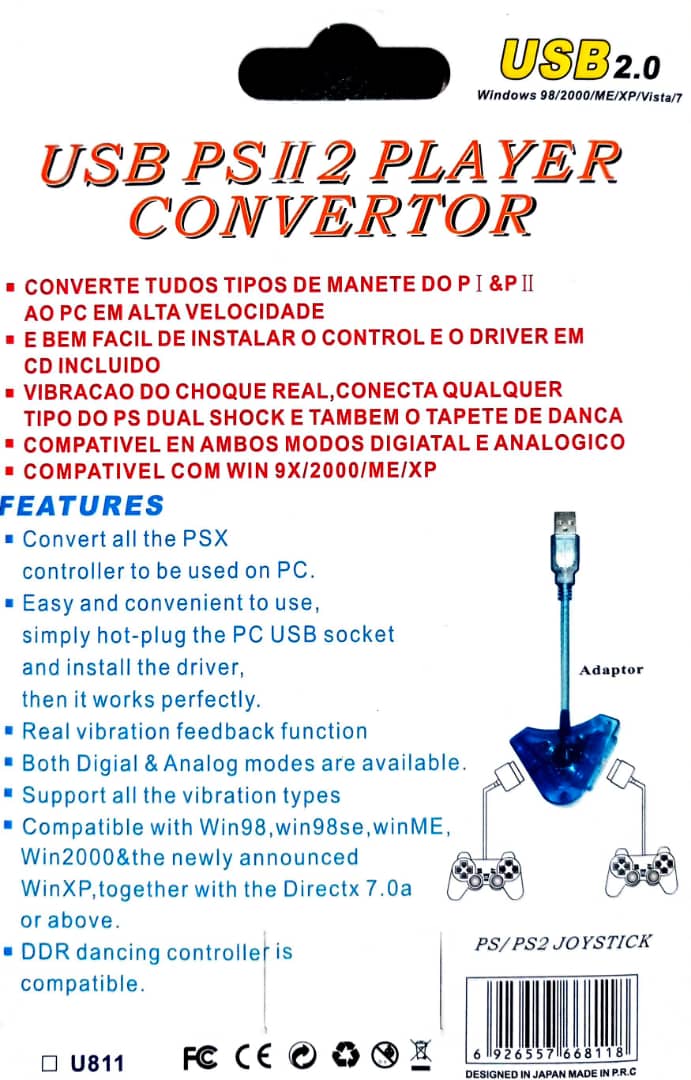 USB 2.0
Windows 98/2000/ME/XP/Vista/7
USB PSII2 PLAYER
CONVERTOR
▪ CONVERTE TUDOS TIPOS DE MANETE DO PⅠ &PⅡ
AO PC EM ALTA VELOCIDADE
▪ E BEM FACIL DE INSTALAR O CONTROL E O DRIVER EM
CD INCLUIDO
▪ VIBRACAO DO CHOQUE REAL,CONECTA QUALQUER
TIPO DO PS DUAL SHOCK E TAMBEM O TAPETE DE DANCA
▪ COMPATIVEL EN AMBOS MODOS DIGIATAL E ANALOGICO
▪ COMPATIVEL COM WIN 9X/2000/ME/XP
FEATURES
▪ Convert all the PSX
controller to be used on PC.
▪ Easy and convenient to use,
simply hot-plug the PC USB socket
and install the driver,
then it works perfectly.
▪ Real vibration feedback function
▪ Both Digial & Analog modes are available.
▪ Support all the vibration types
▪ Compatible with Win98,win98se,winME,
Win2000&the newly announced
WinXP,together with the Directx 7.0a
or above.
▪ DDR dancing controller is
compatible.
Adaptor
PS/PS2 JOYSTICK
6 926557 668118
DESIGNED IN JAPAN MADE IN P.R.C
□ U811
FC CE